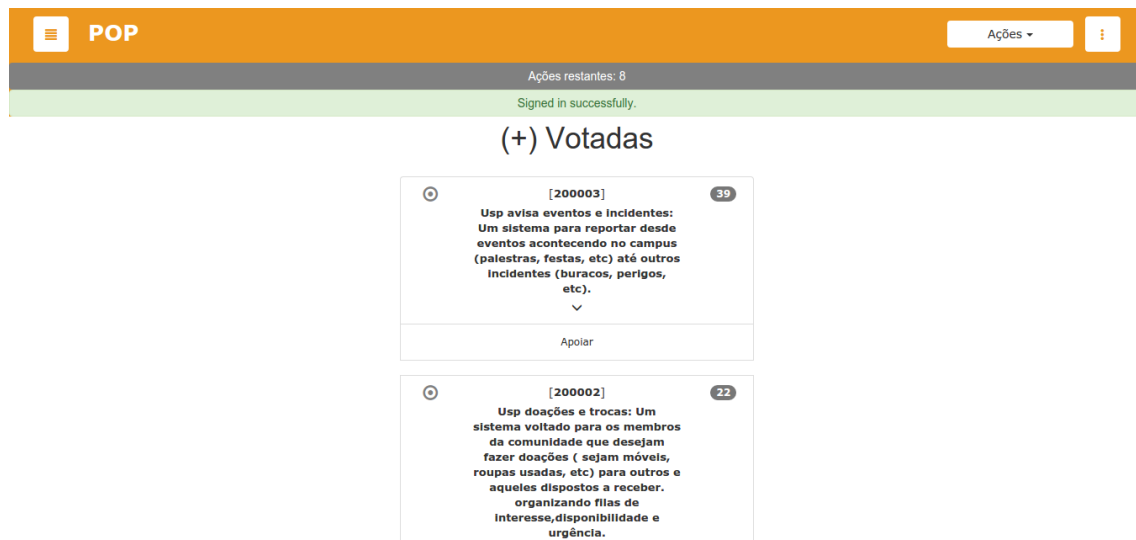 POP
Ações
Ações restantes: 8
Signed in successfully.
(+) Votadas
[200003]
39
Usp avisa eventos e incidentes:
Um sistema para reportar desde
eventos acontecendo no campus
(palestras, festas, etc) até outros
incidentes (buracos, perigos,
etc).
Apoiar
[200002]
22
Usp doações e trocas: Um
sistema voltado para os membros
da comunidade que desejam
fazer doações ( sejam móveis,
roupas usadas, etc) para outros e
aqueles dispostos a receber.
organizando filas de
interesse,disponibilidade e
urgência.